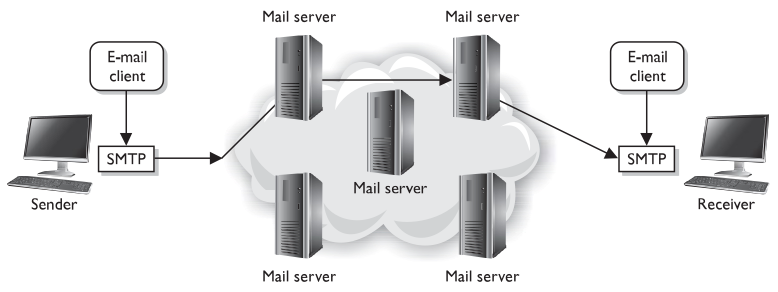 Mail server
Mail server
E-mail
client
E-mail
client
SMTP
SMTP
Mail server
Sender
Receiver
Mail server
Mail server